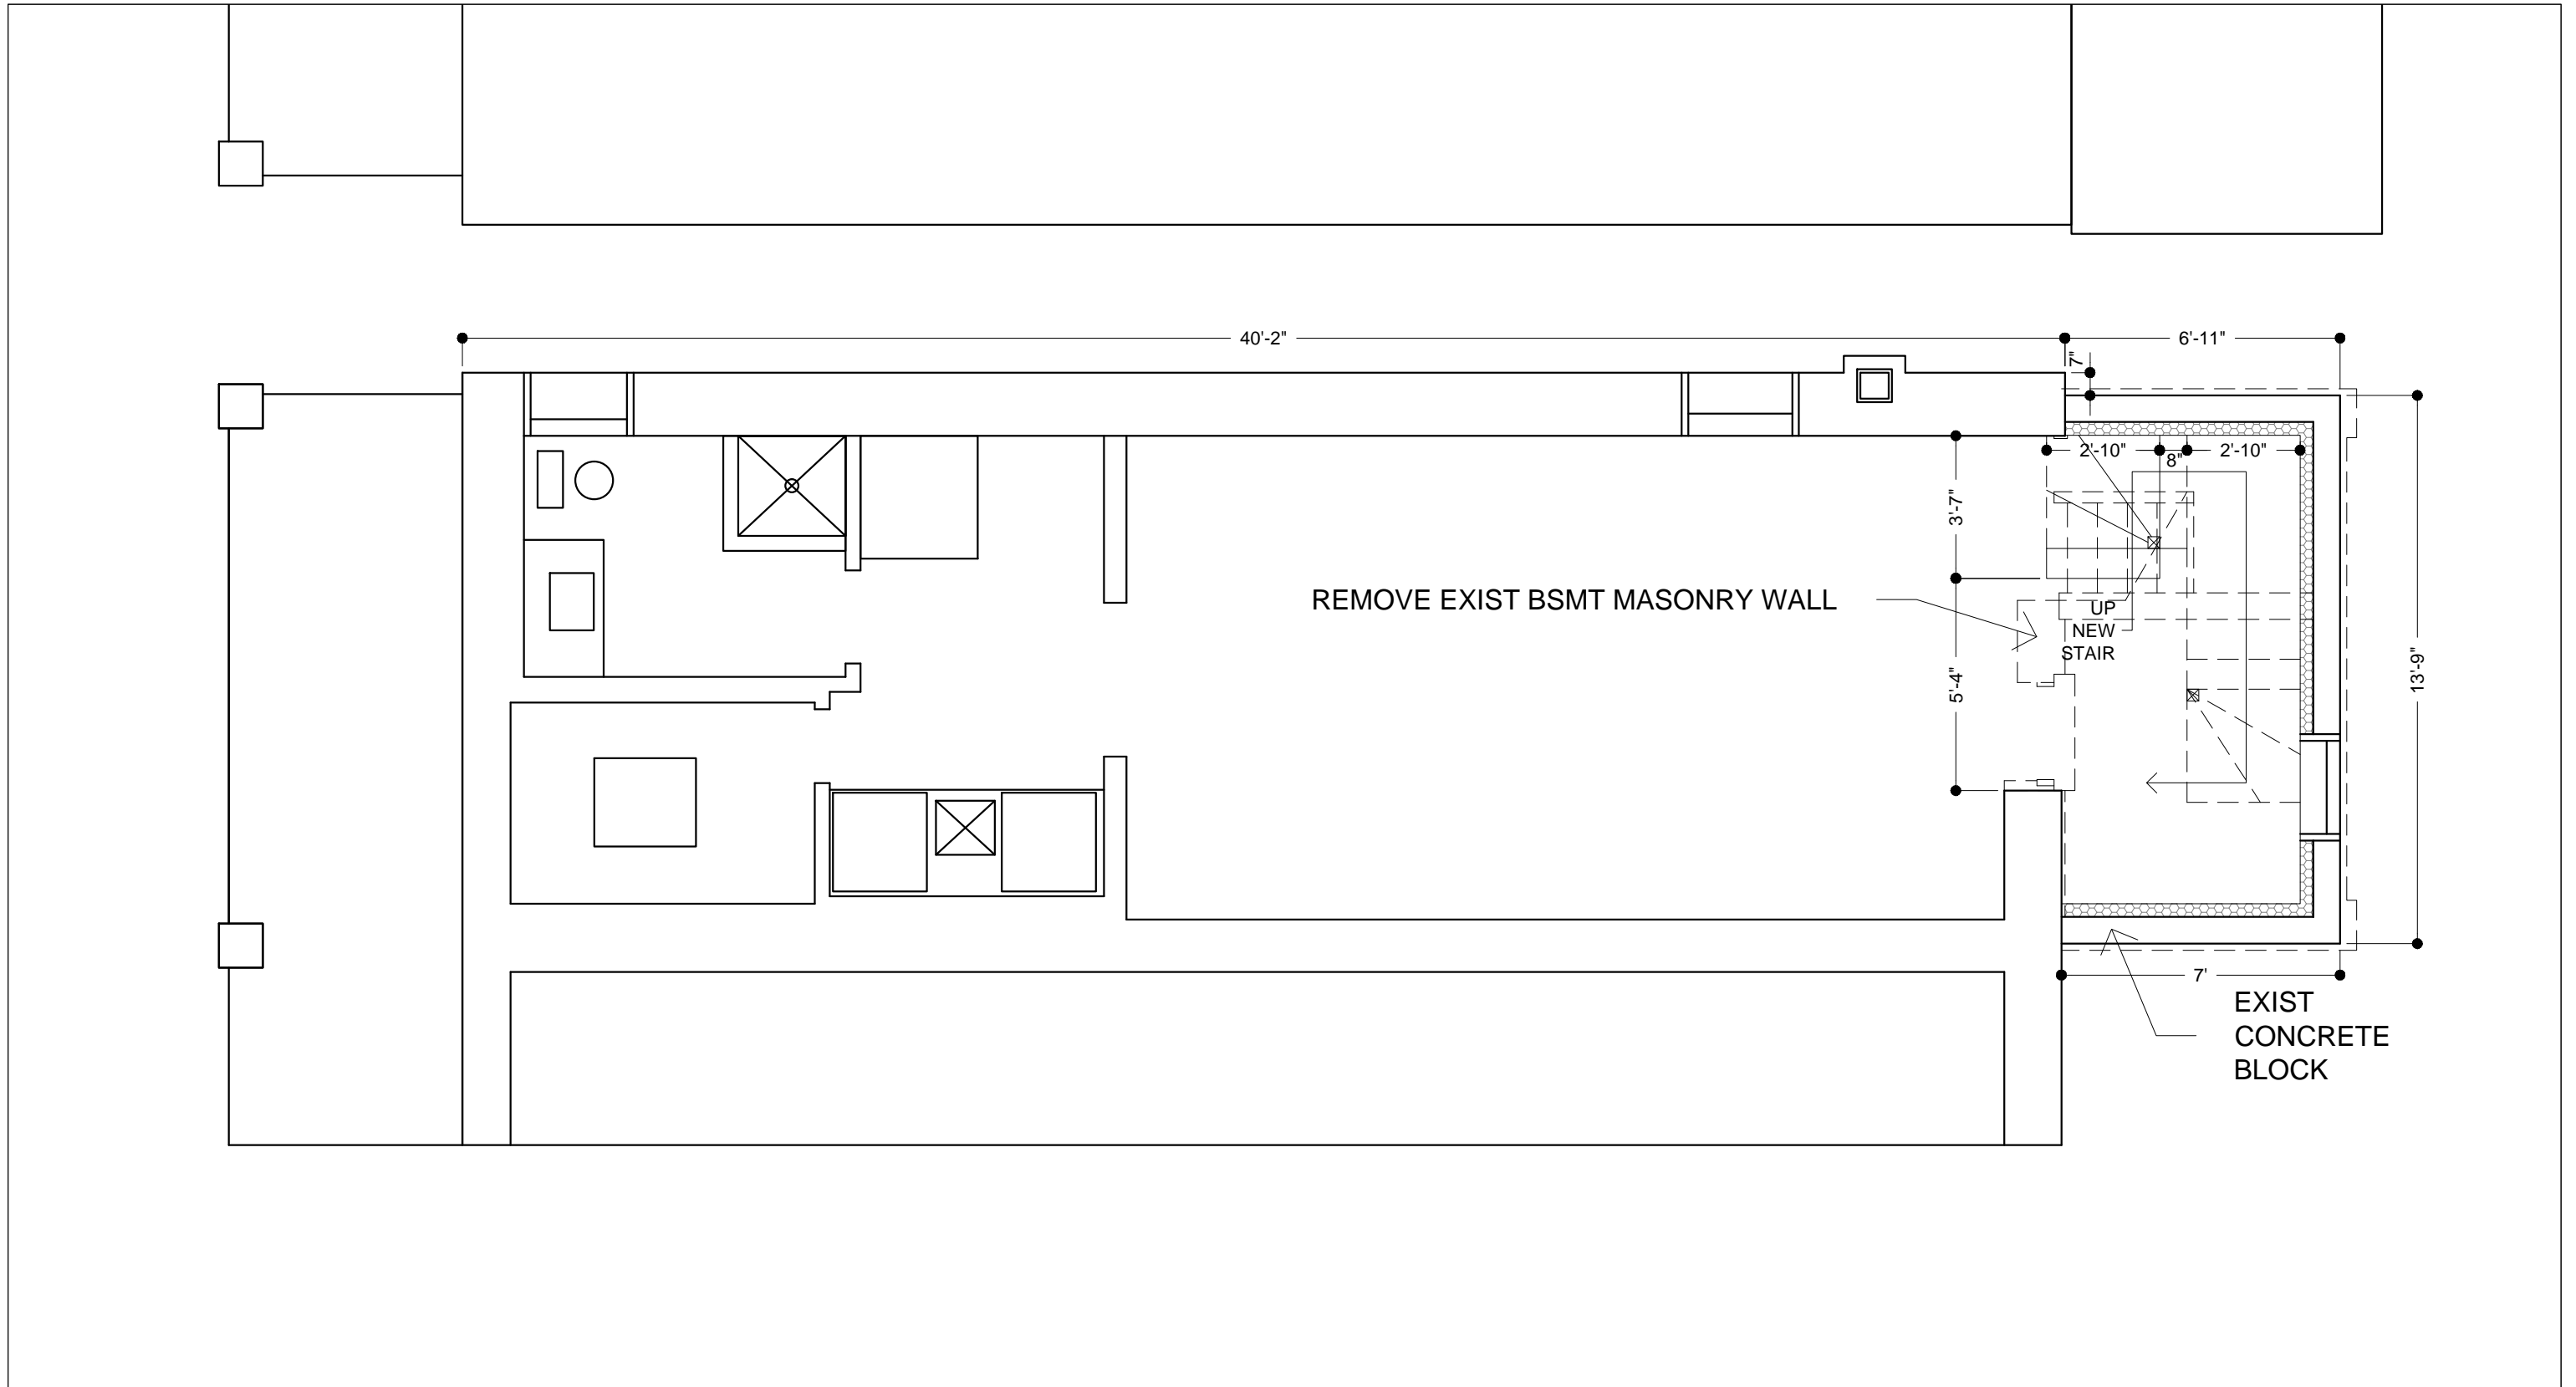 40'-2"
6'-11"
7"
2'-10"
8"
2'-10"
3'-7"
REMOVE EXIST BSMT MASONRY WALL
UP
NEW
STAIR
5'-4"
13'-9"
7'
EXIST
CONCRETE
BLOCK